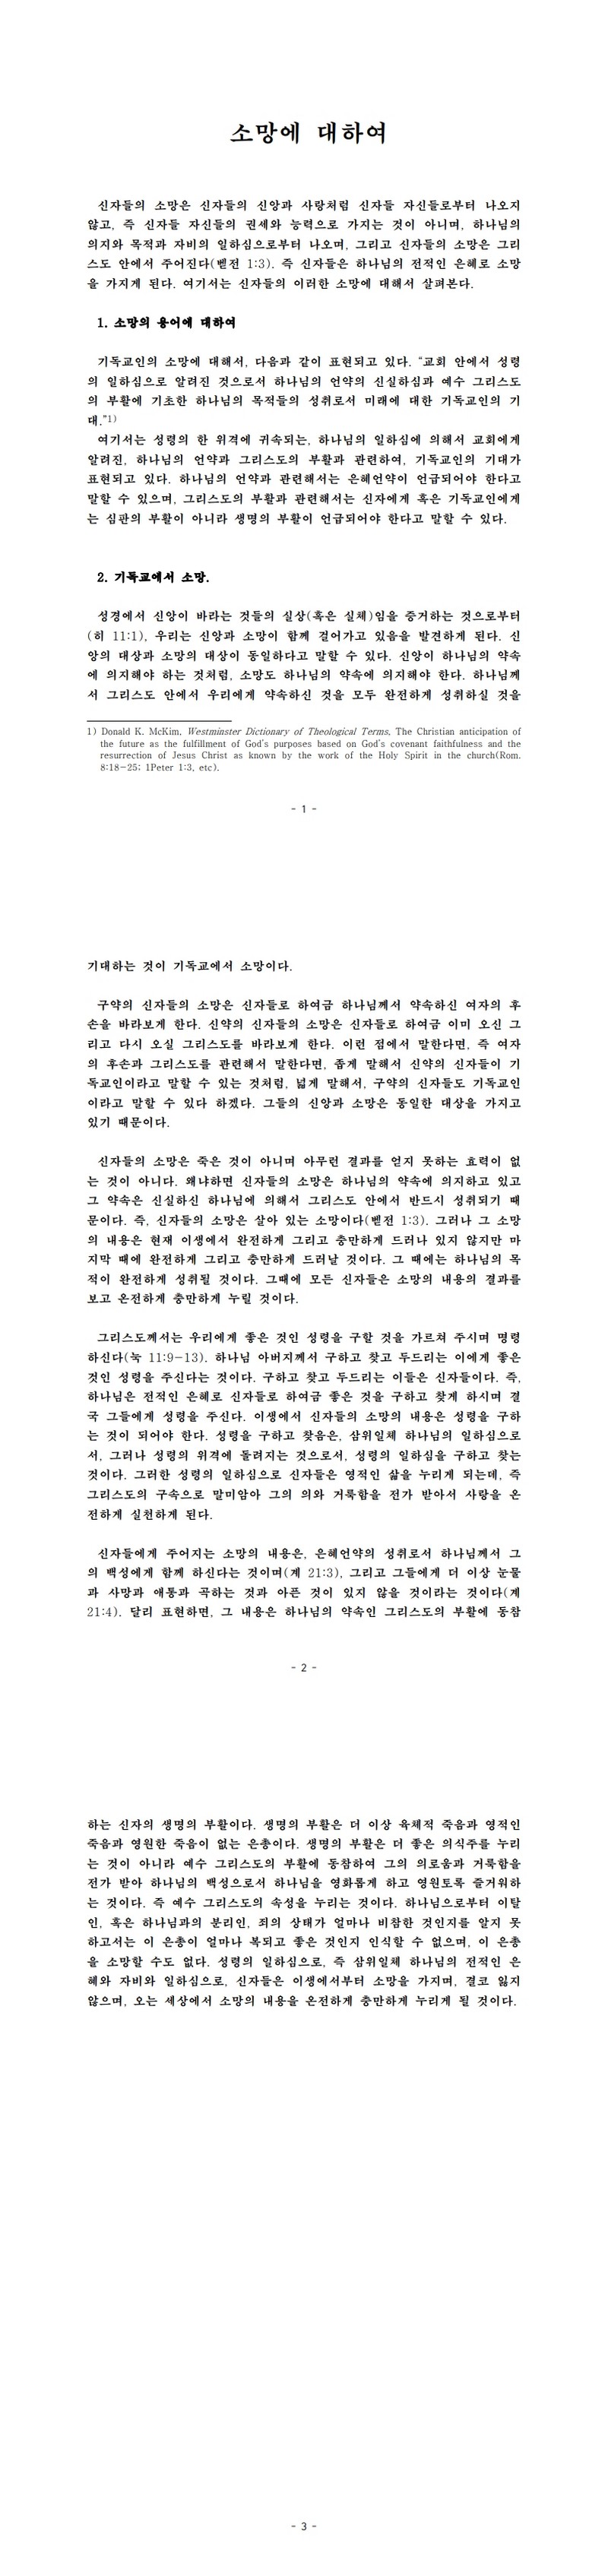 소망에 대하여
신자들의 소망은 신자들의 신앙과 사랑처럼 신자들 자신들로부터 나오지
않고, 즉 신자들 자신들의 권세와 능력으로 가지는 것이 아니며, 하나님의
의지와 목적과 자비의 일하심으로부터 나오며, 그리고 신자들의 소망은 그리
스도 안에서 주어진다(벧전 1:3). 즉 신자들은 하나님의 전적인 은혜로 소망
을 가지게 된다. 여기서는 신자들의 이러한 소망에 대해서 살펴본다.
1. 소망의 용어에 대하여
기독교인의 소망에 대해서, 다음과 같이 표현되고 있다. “교회 안에서 성령
의 일하심으로 알려진 것으로서 하나님의 언약의 신실하심과 예수 그리스도
의 부활에 기초한 하나님의 목적들의 성취로서 미래에 대한 기독교인의 기
대.”1)
여기서는 성령의 한 위격에 귀속되는, 하나님의 일하심에 의해서 교회에게
알려진, 하나님의 언약과 그리스도의 부활과 관련하여, 기독교인의 기대가
표현되고 있다. 하나님의 언약과 관련해서는 은혜언약이 언급되어야 한다고
말할 수 있으며, 그리스도의 부활과 관련해서는 신자에게 혹은 기독교인에게
는 심판의 부활이 아니라 생명의 부활이 언급되어야 한다고 말할 수 있다.
2. 기독교에서 소망.
성경에서 신앙이 바라는 것들의 실상(혹은 실체)임을 증거하는 것으로부터
(히 11:1), 우리는 신앙과 소망이 함께 걸어가고 있음을 발견하게 된다. 신
앙의 대상과 소망의 대상이 동일하다고 말할 수 있다. 신앙이 하나님의 약속
에 의지해야 하는 것처럼, 소망도 하나님의 약속에 의지해야 한다. 하나님께
서 그리스도 안에서 우리에게 약속하신 것을 모두 완전하게 성취하실 것을
1) Donald K. McKim, Westminster Dictionary of Theological Terms, The Christian anticipation of
the future as the fulfillment of God's purposes based on God's covenant faithfulness and the
resurrection of Jesus Christ as known by the work of the Holy Spirit in the church(Rom.
8:18-25; 1Peter 1:3, etc).
- 1 -
기대하는 것이 기독교에서 소망이다.
구약의 신자들의 소망은 신자들로 하여금 하나님께서 약속하신 여자의 후
손을 바라보게 한다. 신약의 신자들의 소망은 신자들로 하여금 이미 오신 그
리고 다시 오실 그리스도를 바라보게 한다. 이런 점에서 말한다면, 즉 여자
의 후손과 그리스도를 관련해서 말한다면, 좁게 말해서 신약의 신자들이 기
독교인이라고 말할 수 있는 것처럼, 넓게 말해서, 구약의 신자들도 기독교인
이라고 말할 수 있다 하겠다. 그들의 신앙과 소망은 동일한 대상을 가지고
있기 때문이다.
신자들의 소망은 죽은 것이 아니며 아무런 결과를 얻지 못하는 효력이 없
는 것이 아니다. 왜냐하면 신자들의 소망은 하나님의 약속에 의지하고 있고
그 약속은 신실하신 하나님에 의해서 그리스도 안에서 반드시 성취되기 때
문이다. 즉, 신자들의 소망은 살아 있는 소망이다(벧전 1:3). 그러나 그 소망
의 내용은 현재 이생에서 완전하게 그리고 충만하게 드러나 있지 않지만 마
지막 때에 완전하게 그리고 충만하게 드러날 것이다. 그 때에는 하나님의 목
적이 완전하게 성취될 것이다. 그때에 모든 신자들은 소망의 내용의 결과를
보고 온전하게 충만하게 누릴 것이다.
그리스도께서는 우리에게 좋은 것인 성령을 구할 것을 가르쳐 주시며 명령
하신다(눅 11:9-13). 하나님 아버지께서 구하고 찾고 두드리는 이에게 좋은
것인 성령을 주신다는 것이다. 구하고 찾고 두드리는 이들은 신자들이다. 즉,
하나님은 전적인 은혜로 신자들로 하여금 좋은 것을 구하고 찾게 하시며 결
국 그들에게 성령을 주신다. 이생에서 신자들의 소망의 내용은 성령을 구하
는 것이 되어야 한다. 성령을 구하고 찾음은, 삼위일체 하나님의 일하심으로
서, 그러나 성령의 위격에 돌려지는 것으로서, 성령의 일하심을 구하고 찾는
것이다. 그러한 성령의 일하심으로 신자들은 영적인 삶을 누리게 되는데, 즉
그리스도의 구속으로 말미암아 그의 의와 거룩함을 전가 받아서 사랑을 온
전하게 실천하게 된다.
신자들에게 주어지는 소망의 내용은, 은혜언약의 성취로서 하나님께서 그
의 백성에게 함께 하신다는 것이며(계 21:3), 그리고 그들에게 더 이상 눈물
과 사망과 애통과 곡하는 것과 아픈 것이 있지 않을 것이라는 것이다(계
21:4). 달리 표현하면, 그 내용은 하나님의 약속인 그리스도의 부활에 동참
- 2 -
하는 신자의 생명의 부활이다. 생명의 부활은 더 이상 육체적 죽음과 영적인
죽음과 영원한 죽음이 없는 은총이다. 생명의 부활은 더 좋은 의식주를 누리
는 것이 아니라 예수 그리스도의 부활에 동참하여 그의 의로움과 거룩함을
전가 받아 하나님의 백성으로서 하나님을 영화롭게 하고 영원토록 즐거워하
는 것이다. 즉 예수 그리스도의 속성을 누리는 것이다. 하나님으로부터 이탈
인, 혹은 하나님과의 분리인, 죄의 상태가 얼마나 비참한 것인지를 알지 못
하고서는 이 은총이 얼마나 복되고 좋은 것인지 인식할 수 없으며, 이 은총
을 소망할 수도 없다. 성령의 일하심으로, 즉 삼위일체 하나님의 전적인 은
혜와 자비와 일하심으로, 신자들은 이생에서부터 소망을 가지며, 결코 잃지
않으며, 오는 세상에서 소망의 내용을 온전하게 충만하게 누리게 될 것이다.
- 3 -